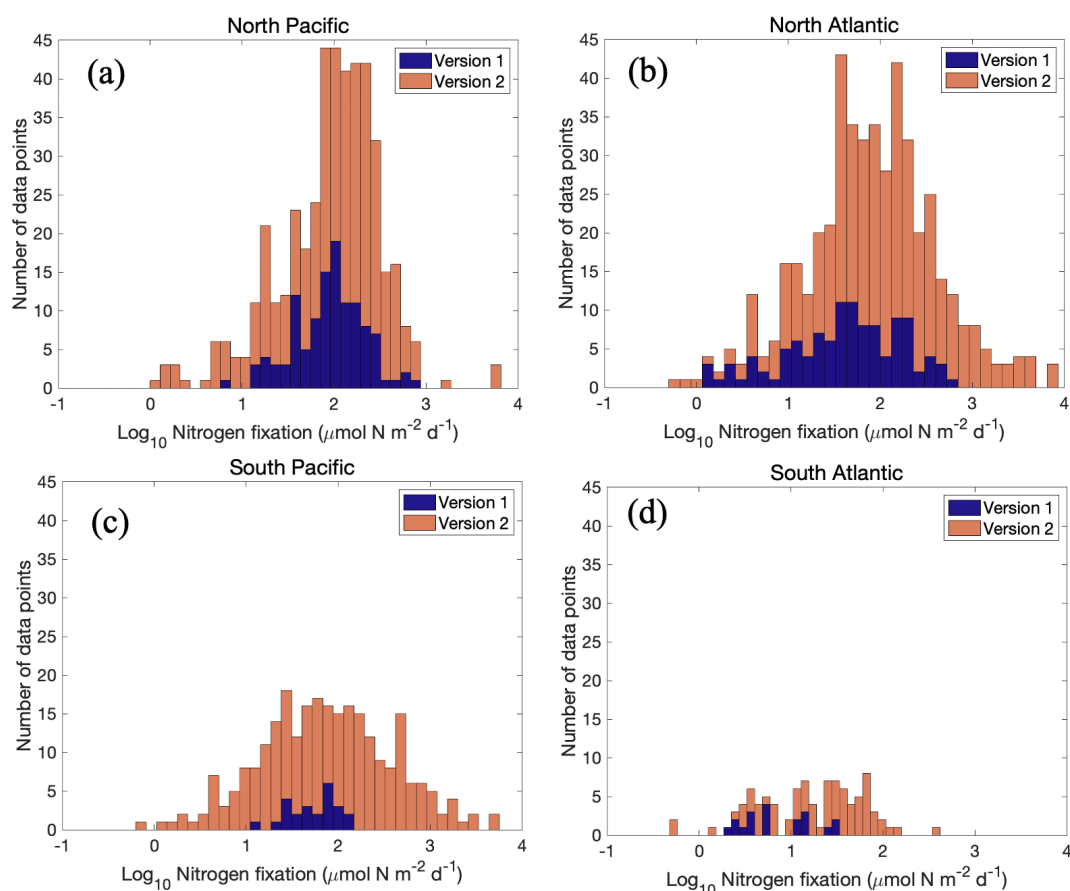 North Pacific
(a)
Version 1
Version 2
45
40
35
30
25
20
15
10
5
0
Number of data points
-1 0 1 2 3 4
Log10 Nitrogen fixation (μmol N m-2 d-1)
North Atlantic
(b)
Version 1
Version 2
45
40
35
30
25
20
15
10
5
0
Number of data points
-1 0 1 2 3 4
Log10 Nitrogen fixation (μmol N m-2 d-1)
South Pacific
(c)
Version 1
Version 2
45
40
35
30
25
20
15
10
5
0
Number of data points
-1 0 1 2 3 4
Log10 Nitrogen fixation (μmol N m-2 d-1)
South Atlantic
(d)
Version 1
Version 2
45
40
35
30
25
20
15
10
5
0
Number of data points
-1 0 1 2 3 4
Log10 Nitrogen fixation (μmol N m-2 d-1)